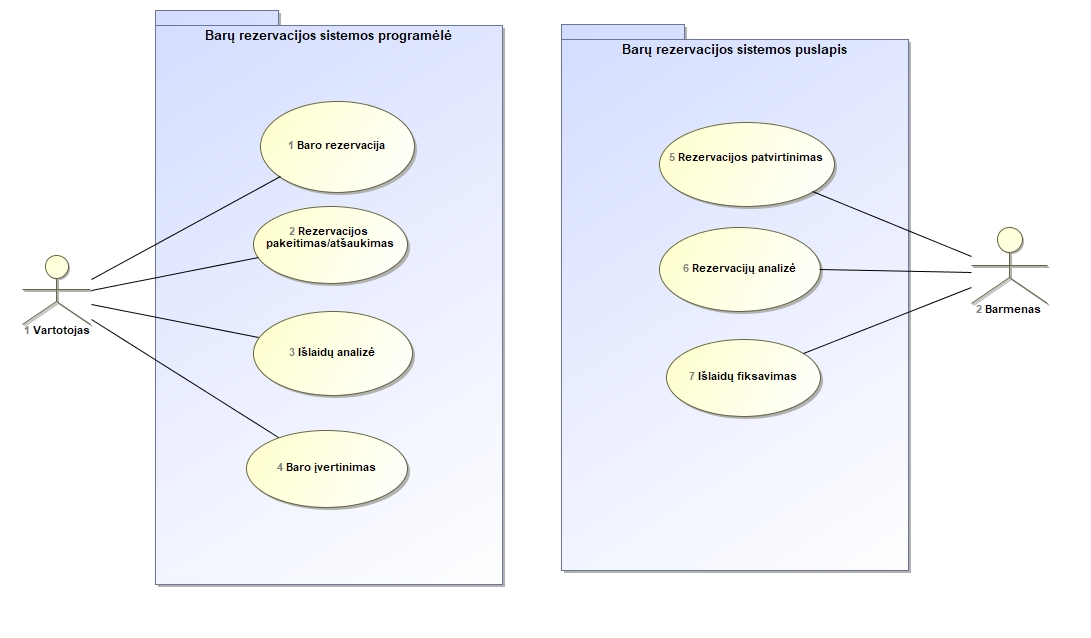 Barų rezervacijos sistemos programėlė
1 Baro rezervacija
2 Rezervacijos
pakeitimas/atšaukimas
3 Išlaidų analizė
4 Baro įvertinimas
1 Vartotojas
Barų rezervacijos sistemos puslapis
5 Rezervacijos patvirtinimas
6 Rezervacijų analizė
7 Išlaidų fiksavimas
2 Barmenas